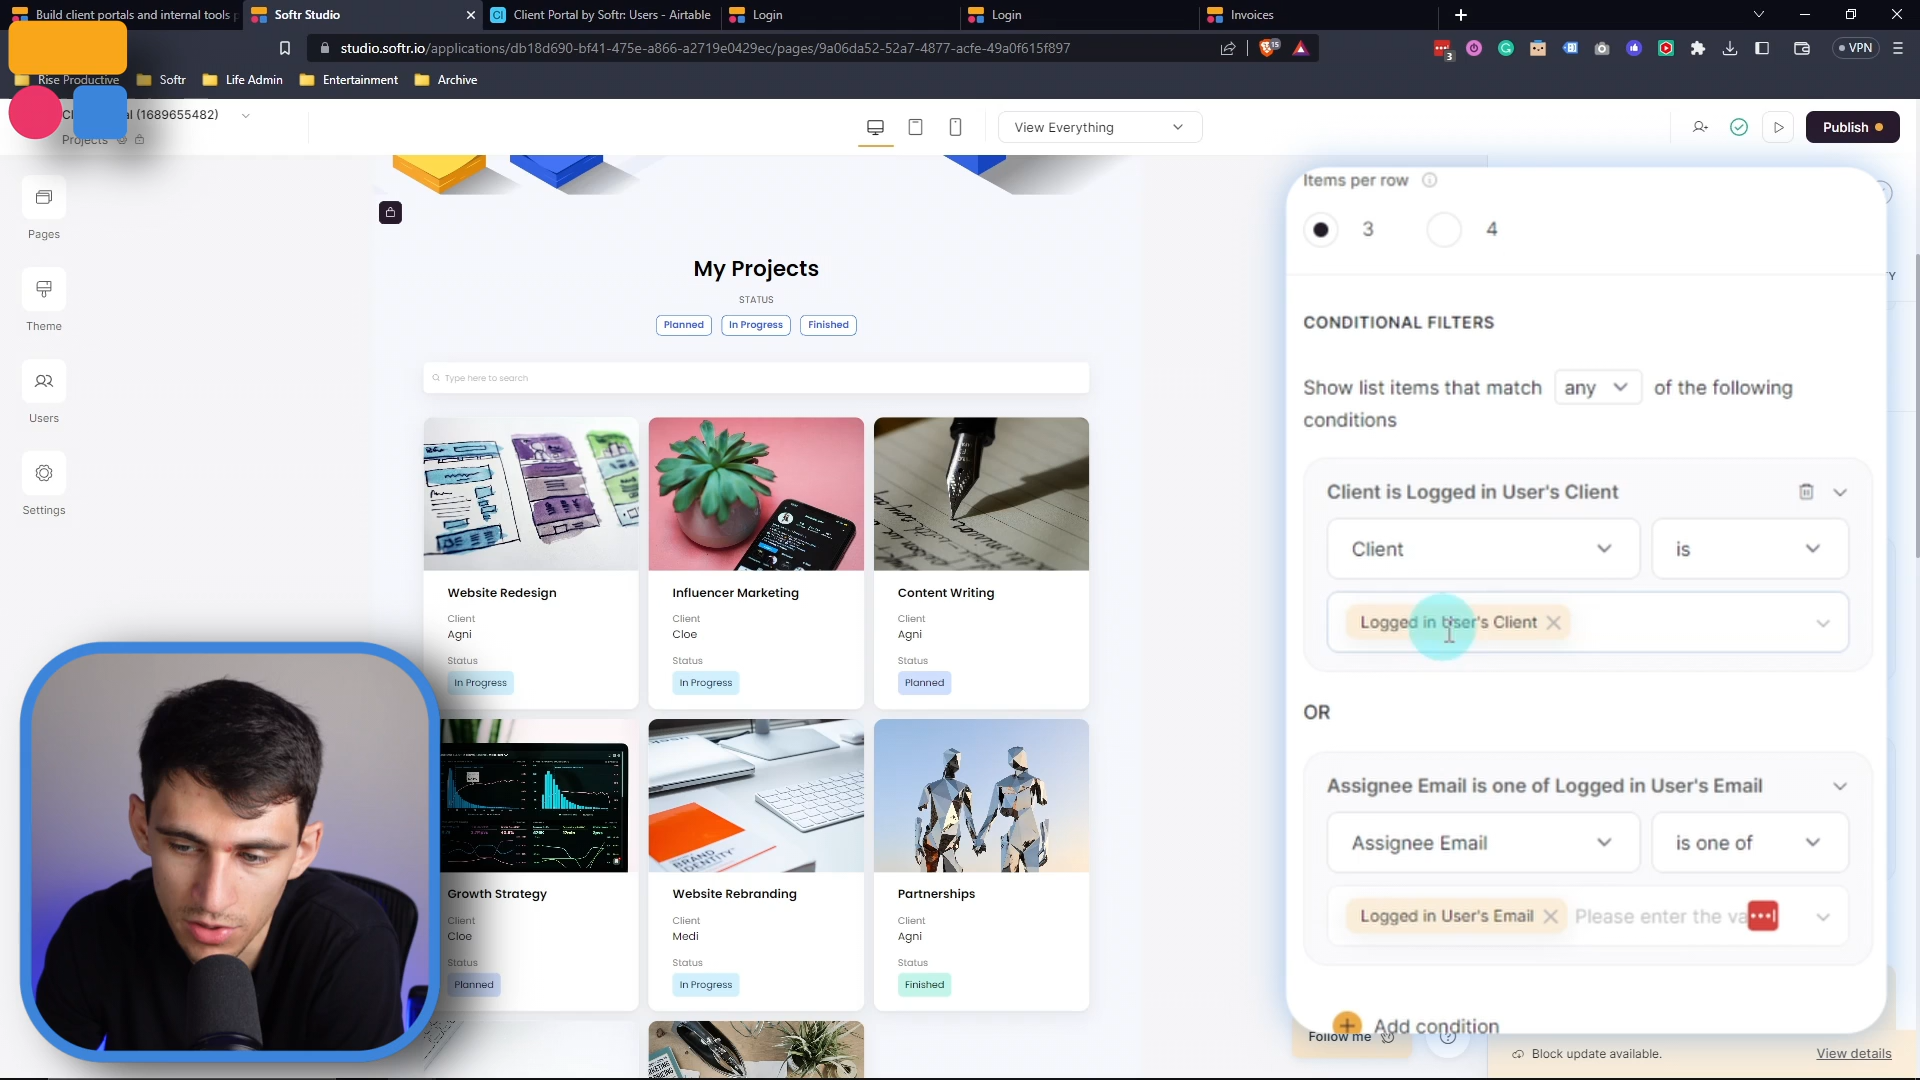 Build client portals and internal tools
Softr Studio
Client Portal by Softr: Users - Airtable
Login
Login
Invoices
studio.softr.io/applications/db18d690-bf41-475e-a866-a2719e0429ec/pages/9a06da52-52a7-4877-acfe-49a0f615f897
15
3
VPN
Rise Productive
Softr
Life Admin
Entertainment
Archive
al (1689655482)
Projects
View Everything
Publish
Pages
Theme
Users
Settings
My Projects
STATUS
Planned
In Progress
Finished
Type here to search
Website Redesign
Client
Agni
Status
In Progress
Influencer Marketing
Client
Cloe
Status
In Progress
Content Writing
Client
Agni
Status
Planned
Growth Strategy
Client
Cloe
Status
Planned
Website Rebranding
Client
Medi
Status
In Progress
Partnerships
Client
Agni
Status
Finished
BRAND
IDENTITY
Items per row
3
4
CONDITIONAL FILTERS
Show list items that match any of the following
conditions
Client is Logged in User's Client
Client
is
Logged in User's Client
OR
Assignee Email is one of Logged in User's Email
Assignee Email
is one of
Logged in User's Email
Please enter the va
Add condition
Follow me
Block update available.
View details